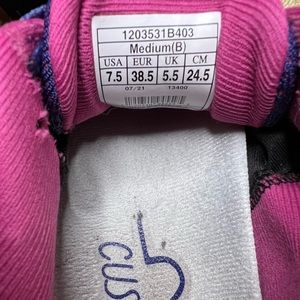 1203531B403
Medium(B)
USA EUR UK CM
7.5 38.5 5.5 24.5
07/21 13400
CUS